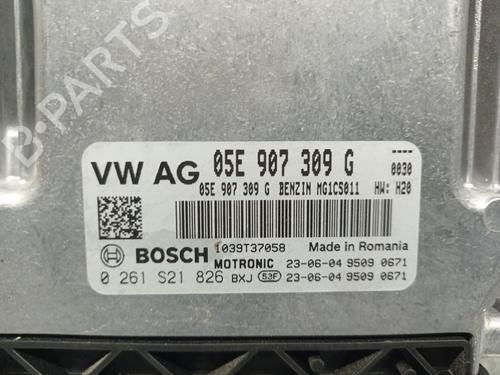 B-PARTS
VW AG 05E 907 309 G
----
0030
05E 907 309 G BENZIN MG1CS011 HW: H20
1039T37058 Made in Romania
BOSCH MOTRONIC 23-06-04 9509 0671
0 261 S21 826 BXJ 53F 23-06-04 9509 0671